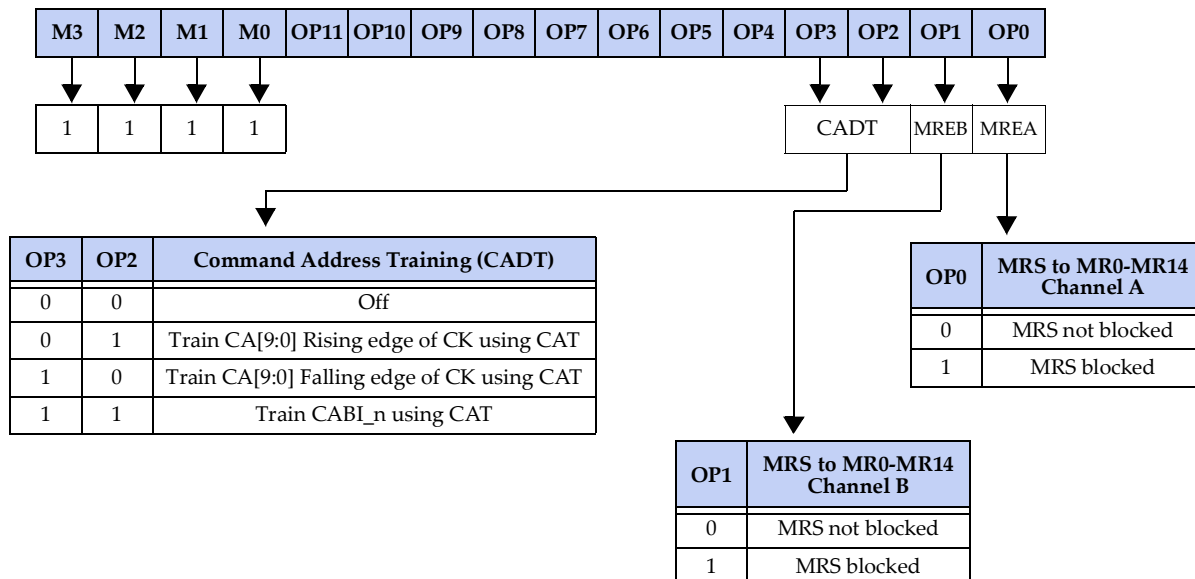 M3 M2 M1 M0 OP11 OP10 OP9 OP8 OP7 OP6 OP5 OP4 OP3 OP2 OP1 OP0
1 1 1 1 CADT MREB MREA
OP3 OP2 Command Address Training (CADT)
0 0 Off
0 1 Train CA[9:0] Rising edge of CK using CAT
1 0 Train CA[9:0] Falling edge of CK using CAT
1 1 Train CABI_n using CAT
OP0 MRS to MR0-MR14
Channel A
0 MRS not blocked
1 MRS blocked
OP1 MRS to MR0-MR14
Channel B
0 MRS not blocked
1 MRS blocked